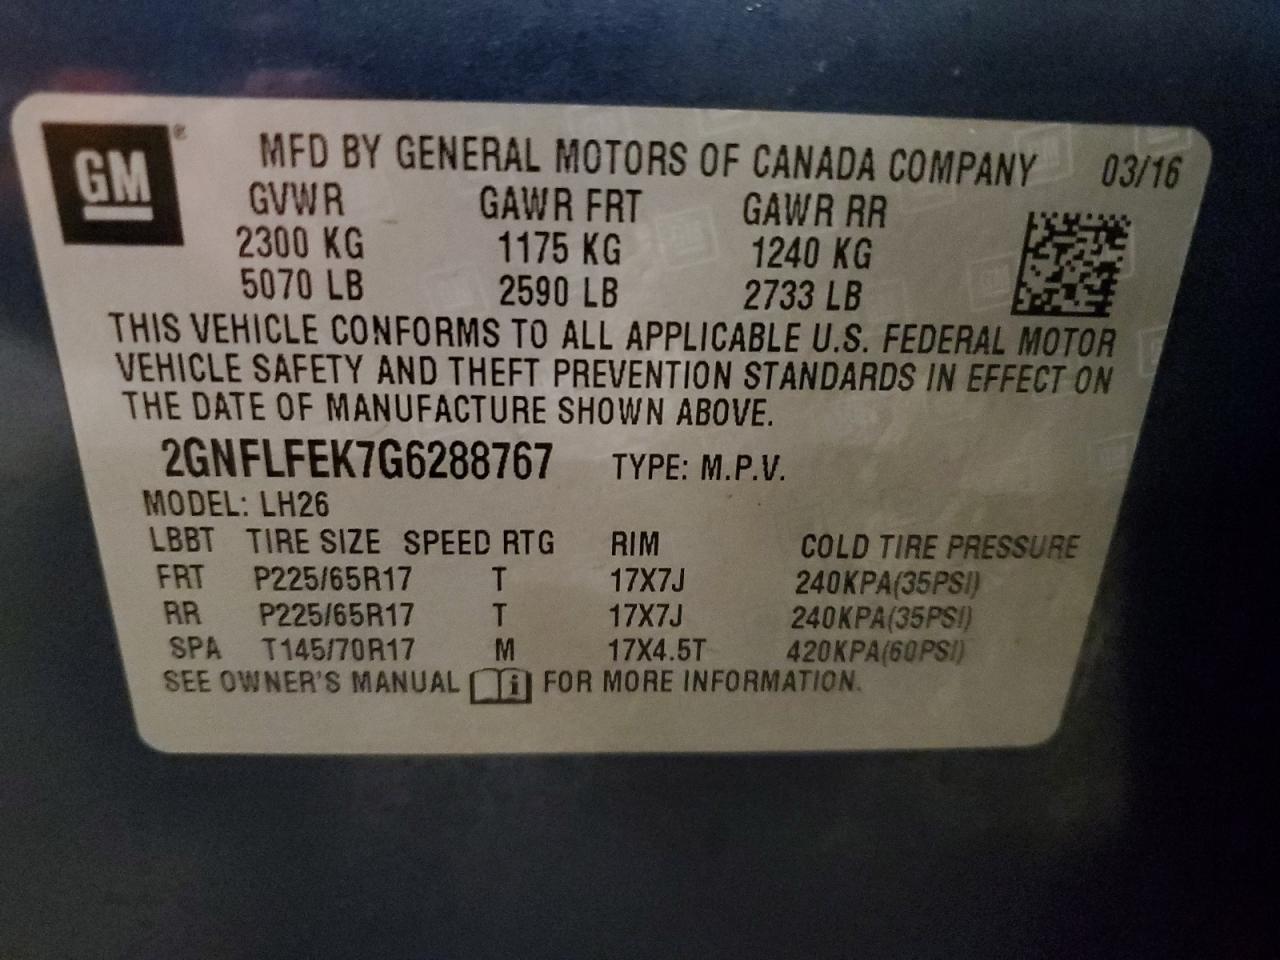 GM ® MFD BY GENERAL MOTORS OF CANADA COMPANY 03/16
GVWR GAWR FRT GAWR RR
2300 KG 1175 KG 1240 KG
5070 LB 2590 LB 2733 LB
THIS VEHICLE CONFORMS TO ALL APPLICABLE U.S. FEDERAL MOTOR
VEHICLE SAFETY AND THEFT PREVENTION STANDARDS IN EFFECT ON
THE DATE OF MANUFACTURE SHOWN ABOVE.
2GNFLFEK7G6288767 TYPE: M.P.V.
MODEL: LH26
LBBT TIRE SIZE SPEED RTG RIM COLD TIRE PRESSURE
FRT P225/65R17 T 17X7J 240KPA(35PSI)
RR P225/65R17 T 17X7J 240KPA(35PSI)
SPA T145/70R17 M 17X4.5T 420KPA(60PSI)
SEE OWNER'S MANUAL i FOR MORE INFORMATION.